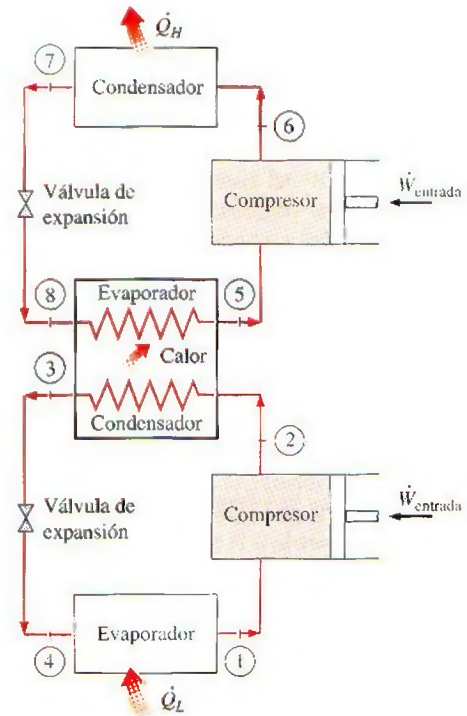 Q̇H
7
Condensador
6
Válvula de
expansión
Compresor
Ẇentrada
8
Evaporador
5
Calor
3
Condensador
2
Válvula de
expansión
Compresor
Ẇentrada
Evaporador
4
1
Q̇L